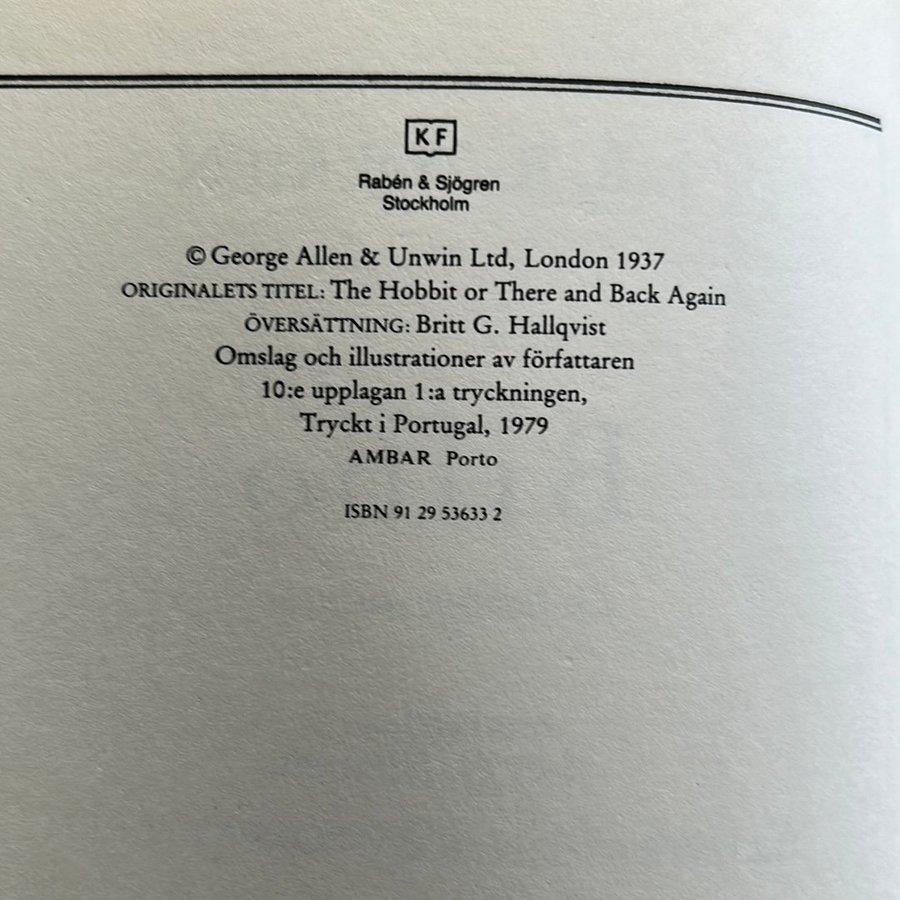 KF
Rabén & Sjögren
Stockholm
© George Allen & Unwin Ltd, London 1937
ORIGINALETS TITEL: The Hobbit or There and Back Again
ÖVERSÄTTNING: Britt G. Hallqvist
Omslag och illustrationer av författaren
10:e upplagan 1:a tryckningen,
Tryckt i Portugal, 1979
AMBAR Porto
ISBN 91 29 53633 2